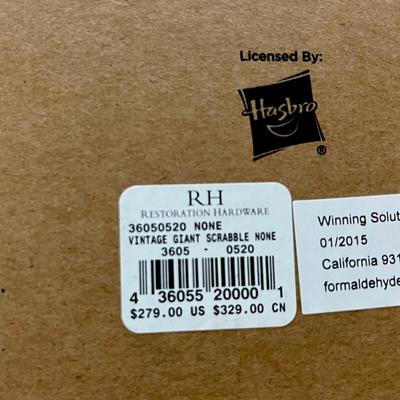 Licensed By:
Hasbro
®
RH
RESTORATION HARDWARE
36050520 NONE
VINTAGE GIANT SCRABBLE NONE
3605 - 0520
4 36055 20000 1
$279.00 US $329.00 CN
Winning Solut
01/2015
California 931
formaldehyde